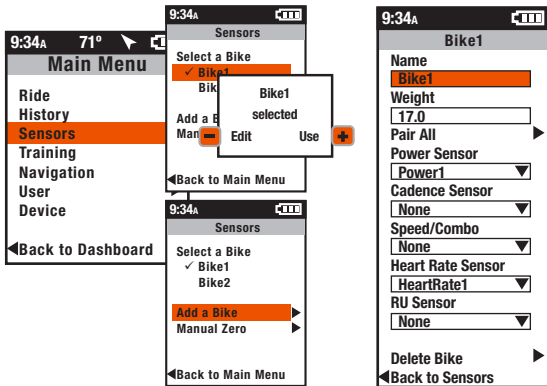 9:34A 71°
Main Menu
Ride
History
Sensors
Training
Navigation
User
Device
Back to Dashboard
9:34A
Sensors
Select a Bike
✓ Bike1
Bik
Add a B
Man
Bike1
selected
Edit Use
Back to Main Menu
9:34A
Sensors
Select a Bike
✓ Bike1
Bike2
Add a Bike
Manual Zero
Back to Main Menu
9:34A
Bike1
Name
Bike1
Weight
17.0
Pair All
Power Sensor
Power1
Cadence Sensor
None
Speed/Combo
None
Heart Rate Sensor
HeartRate1
RU Sensor
None
Delete Bike
Back to Sensors